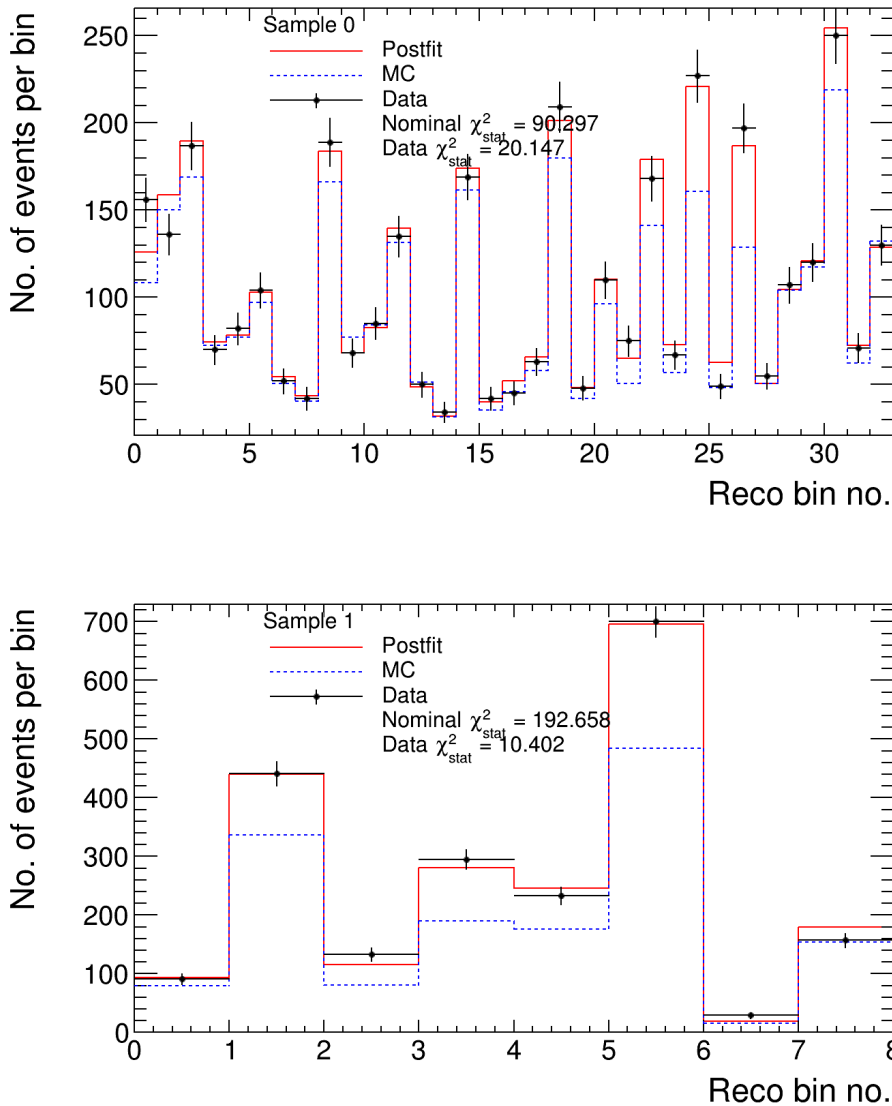 Sample 0
Postfit
MC
Data
Nominal χ²stat = 90.297
Data χ²stat = 20.147
No. of events per bin
250
200
150
100
50
0 5 10 15 20 25 30
Reco bin no.
Sample 1
Postfit
MC
Data
Nominal χ²stat = 192.658
Data χ²stat = 10.402
No. of events per bin
700
600
500
400
300
200
100
0
0 1 2 3 4 5 6 7 8
Reco bin no.